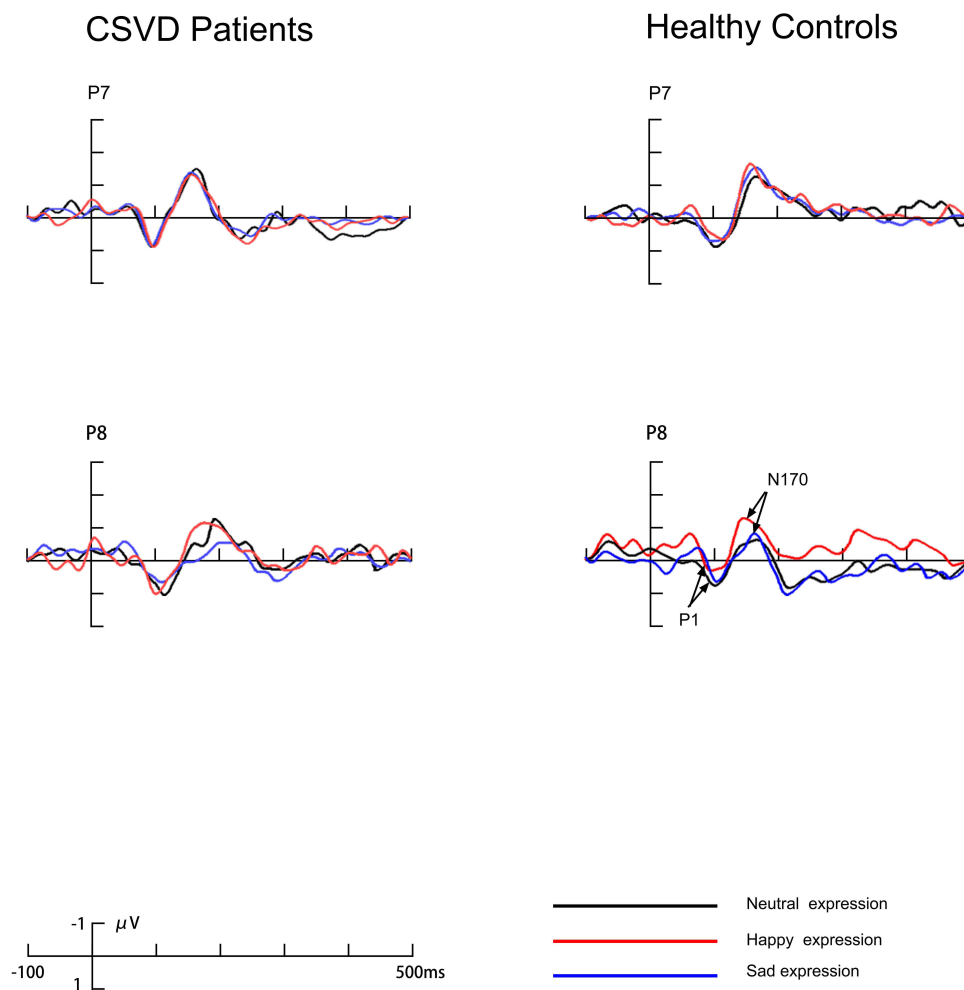 CSVD Patients
Healthy Controls
P7
P7
P8
P8
N170
P1
-1 μV
-100
500ms
1
Neutral expression
Happy expression
Sad expression